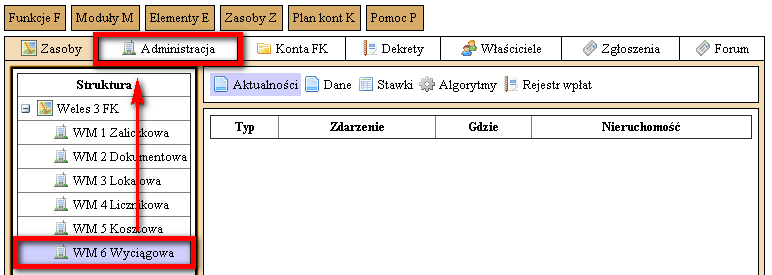 Funkcje F Moduły M Elementy E Zasoby Z Plan kont K Pomoc P
Zasoby Administracja Konta FK Dekrety Właściciele Zgłoszenia Forum
Struktura
Weles 3 FK
WM 1 Zaliczkowa
WM 2 Dokumentowa
WM 3 Lokalowa
WM 4 Licznikowa
WM 5 Kosztowa
WM 6 Wyciągowa
Aktualności Dane Stawki Algorytmy Rejestr wpłat
Typ Zdarzenie Gdzie Nieruchomość